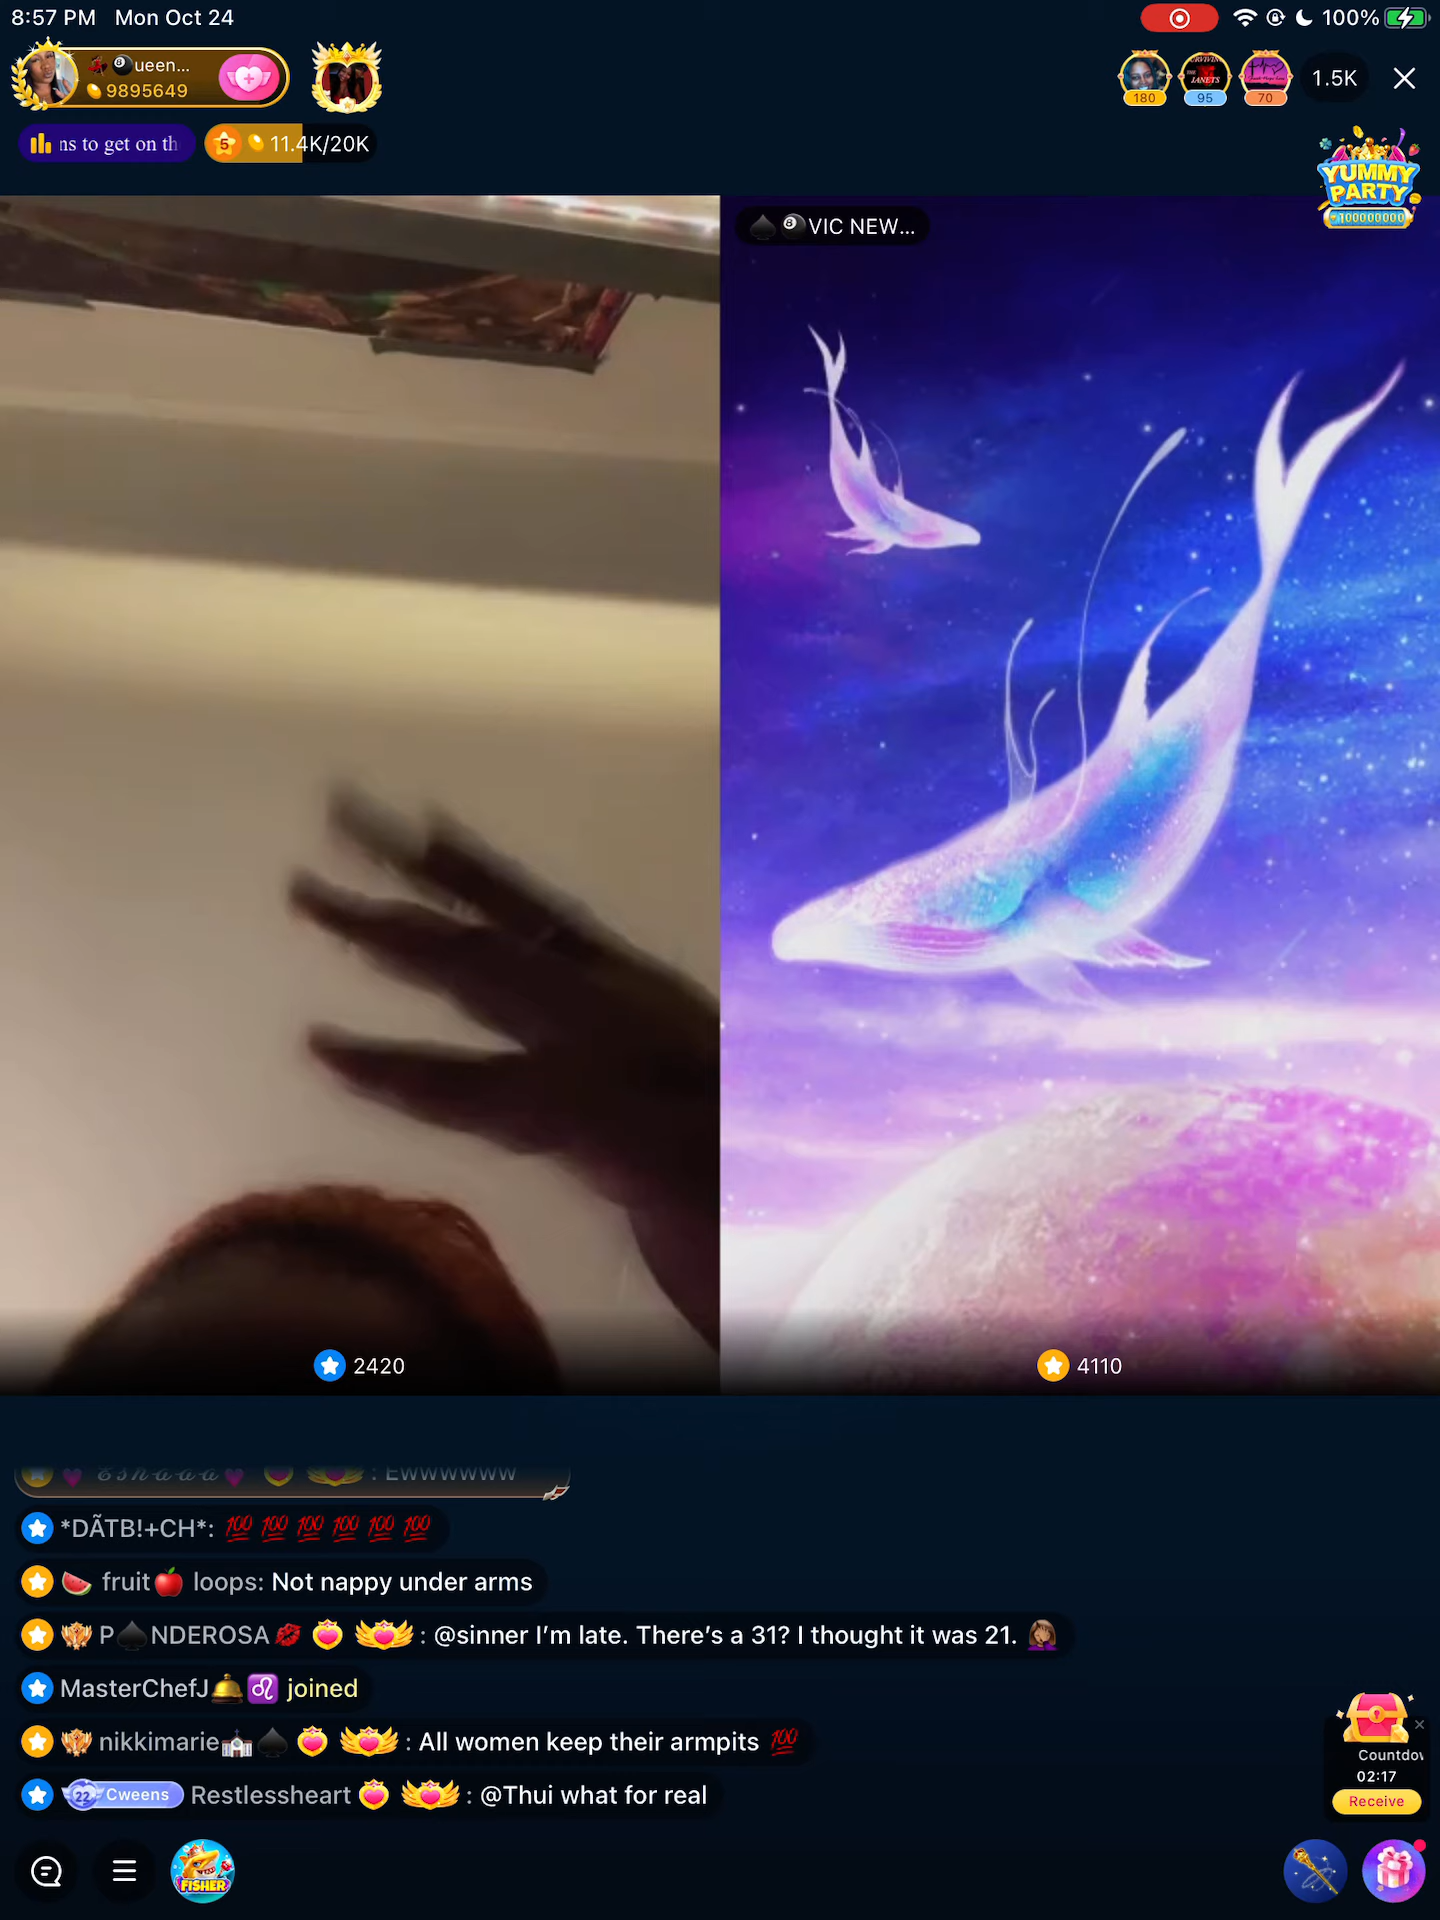 8:57 PM Mon Oct 24 100%
🎱ueen...
9895649
180 95 70 1.5K
ns to get on th
5 11.4K/20K
YUMMY
PARTY
100000000
♠️🎱VIC NEW...
2420
4110
💗 ℰ𝓈𝒽𝒶𝒶𝒶💗 : Ewwwwww
*DÃTB!+CH*: 💯 💯 💯 💯 💯 💯
🍉 fruit🍎 loops: Not nappy under arms
P♠️NDEROSA💋 : @sinner I’m late. There’s a 31? I thought it was 21. 🤦🏽‍♀️
MasterChefJ🛎️♌ joined
nikkimarie💒♠️ : All women keep their armpits 💯
22 Cweens Restlessheart : @Thui what for real
Countdov
02:17
Receive
FISHER